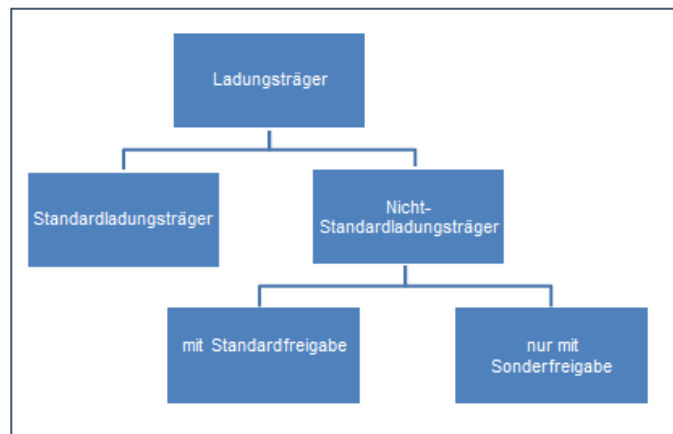 Ladungsträger
Standardladungsträger
Nicht-
Standardladungsträger
mit Standardfreigabe
nur mit
Sonderfreigabe